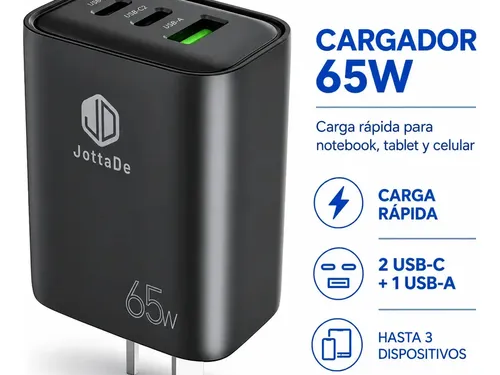 USB-C2
USB-A
JottaDe
65W
CARGADOR
65W
Carga rápida para
notebook, tablet y celular
CARGA
RÁPIDA
2 USB-C
+ 1 USB-A
HASTA 3
DISPOSITIVOS